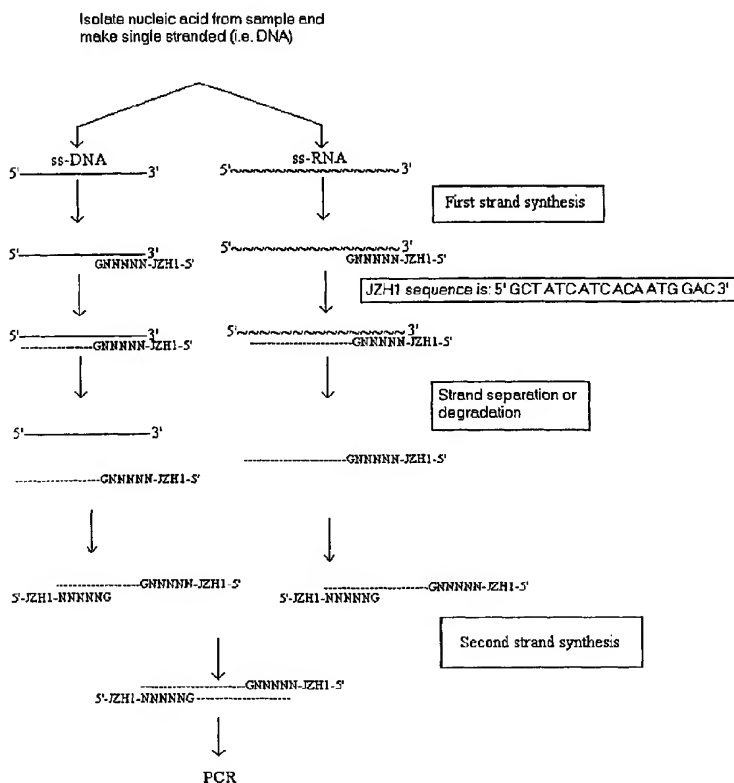 Isolate nucleic acid from sample and
make single stranded (i.e. DNA)
ss-DNA
ss-RNA
5' 3'
5' 3'
First strand synthesis
5' 3'
GNNNNN-JZH1-5'
5' 3'
GNNNNN-JZH1-5'
JZH1 sequence is: 5' GCT ATC ATC ACA ATG GAC 3'
5' 3'
GNNNNN-JZH1-5'
5' 3'
GNNNNN-JZH1-5'
Strand separation or
degradation
5' 3'
GNNNNN-JZH1-5'
GNNNNN-JZH1-5'
GNNNNN-JZH1-5'
5'-JZH1-NNNNNG
GNNNNN-JZH1-5'
5'-JZH1-NNNNNG
Second strand synthesis
GNNNNN-JZH1-5'
5'-JZH1-NNNNNG
PCR